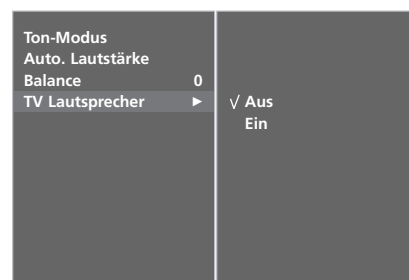 Ton-Modus
Auto. Lautstärke
Balance 0
TV Lautsprecher ►
√ Aus
Ein